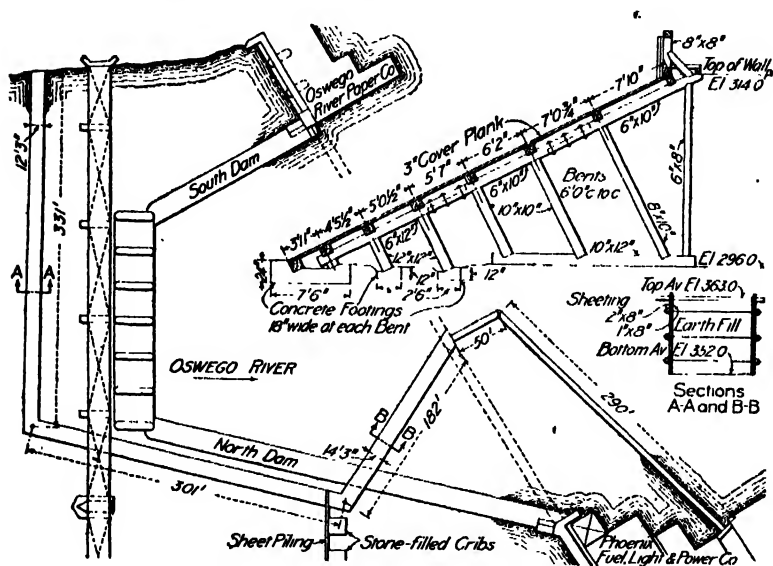 8"x8"
Top of Wall,
El 314.0
7'10"
7'0¾"
6'2"
5'7"
5'0½"
4'5½"
3'11"
3" Cover Plank
6"x10"
6"x10"
6"x12"
12"x12"
10"x10"
Bents
6'0" c to c
8"x10"
6"x8"
10"x12"
El 296.0
12"
12"
7'6"
2'6"
Concrete Footings
18" wide at each Bent
Oswego
River Paper Co
South Dam
12'3"
331'
A
A
OSWEGO RIVER
North Dam
301'
14'3"
B
B
182'
50'
290'
Sheet Piling
Stone-filled Cribs
Phoenix
Fuel, Light & Power Co
Top Av El 363.0
Sheeting
2"x8"
1"x8"
Earth Fill
Bottom Av El 352.0
Sections
A-A and B-B